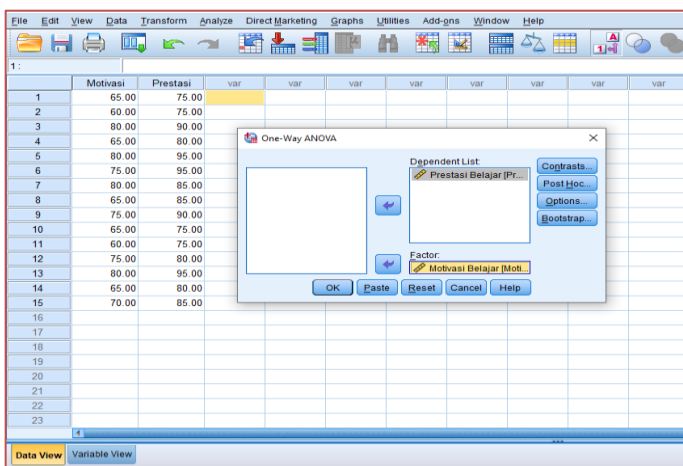 File Edit View Data Transform Analyze Direct Marketing Graphs Utilities Add-ons Window Help
1 :
Motivasi Prestasi var var var var var var var var
1 65.00 75.00
2 60.00 75.00
3 80.00 90.00
4 65.00 80.00
5 80.00 95.00
6 75.00 95.00
7 80.00 85.00
8 65.00 85.00
9 75.00 90.00
10 65.00 75.00
11 60.00 75.00
12 75.00 80.00
13 80.00 95.00
14 65.00 80.00
15 70.00 85.00
16
17
18
19
20
21
22
23
One-Way ANOVA
Dependent List:
Prestasi Belajar [Pr...
Contrasts...
Post Hoc...
Options...
Bootstrap...
Factor:
Motivasi Belajar [Moti...
OK Paste Reset Cancel Help
Data View Variable View